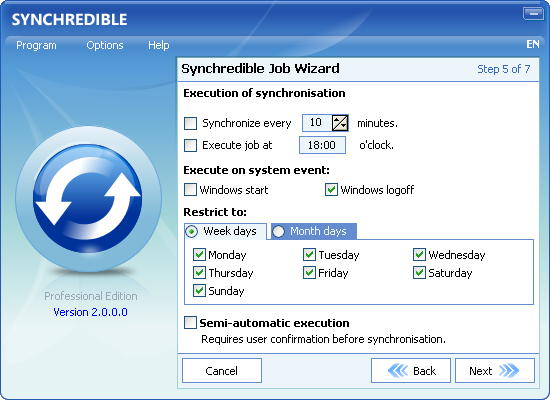 SYNCHREDIBLE
Program Options Help EN
Synchredible Job Wizard Step 5 of 7
Execution of synchronisation
Synchronize every 10 minutes.
Execute job at 18:00 o'clock.
Execute on system event:
Windows start Windows logoff
Restrict to:
Week days Month days
Monday Tuesday Wednesday
Thursday Friday Saturday
Sunday
Professional Edition
Version 2.0.0.0
Semi-automatic execution
Requires user confirmation before synchronisation.
Cancel Back Next